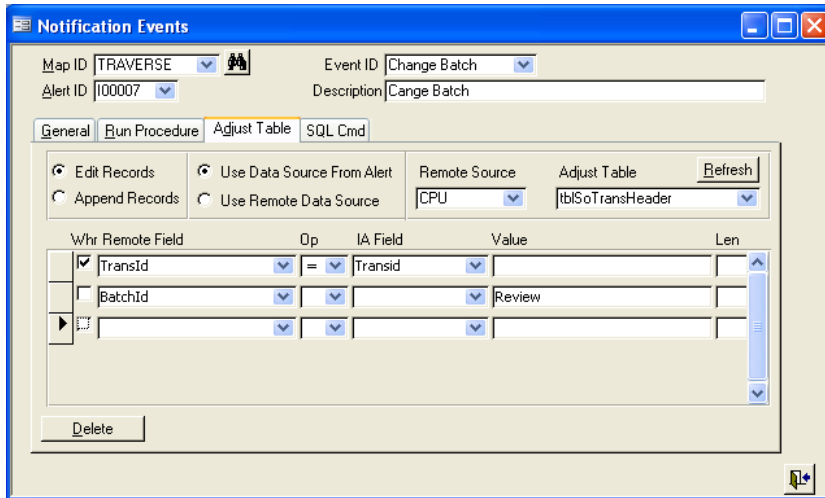 Notification Events
Map ID TRAVERSE Event ID Change Batch
Alert ID I00007 Description Cange Batch
General Run Procedure Adjust Table SQL Cmd
Edit Records Use Data Source From Alert Remote Source Adjust Table Refresh
Append Records Use Remote Data Source CPU tblSoTransHeader
Whr Remote Field Op IA Field Value Len
TransId = Transid
BatchId Review
Delete